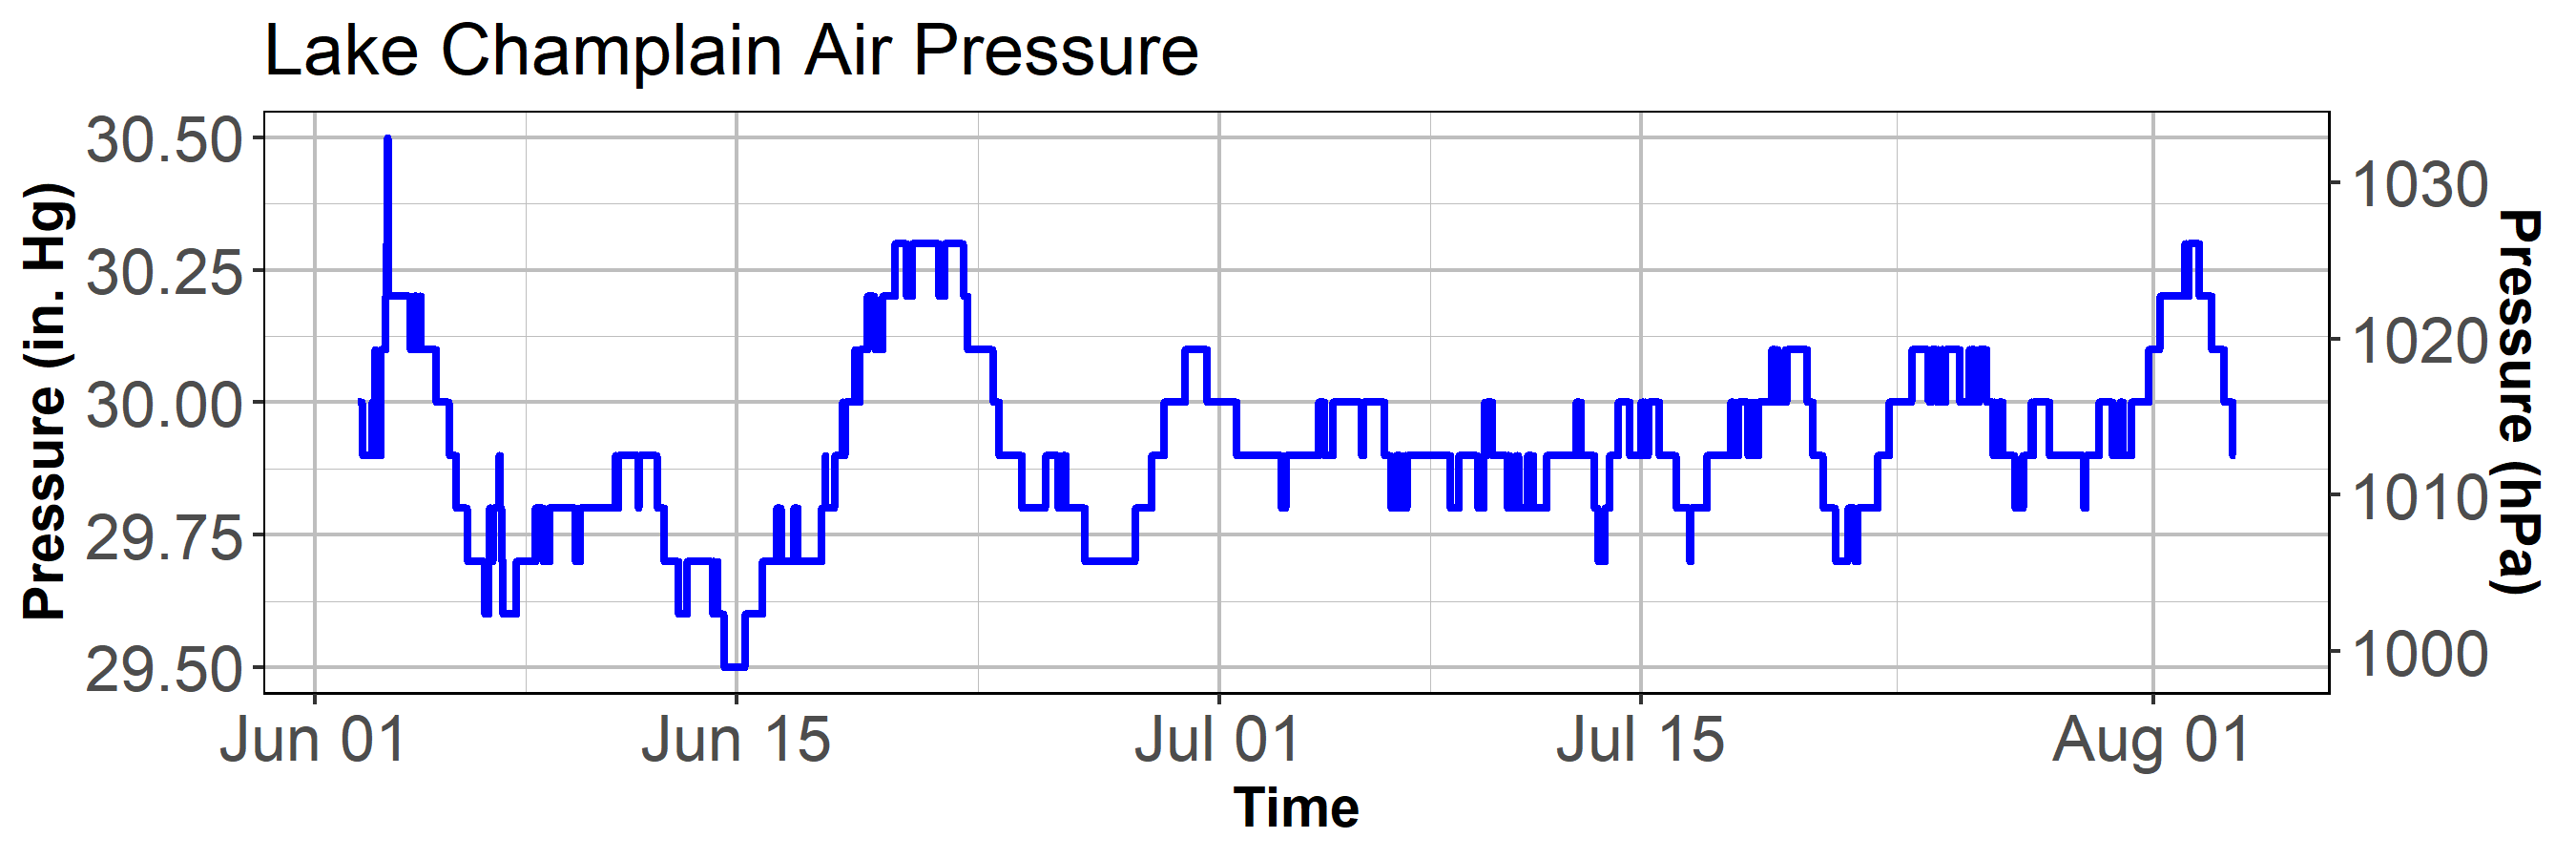 Lake Champlain Air Pressure
Pressure (in. Hg)
30.50
30.25
30.00
29.75
29.50
1030
1020
1010
1000
Pressure (hPa)
Jun 01 Jun 15 Jul 01 Jul 15 Aug 01
Time